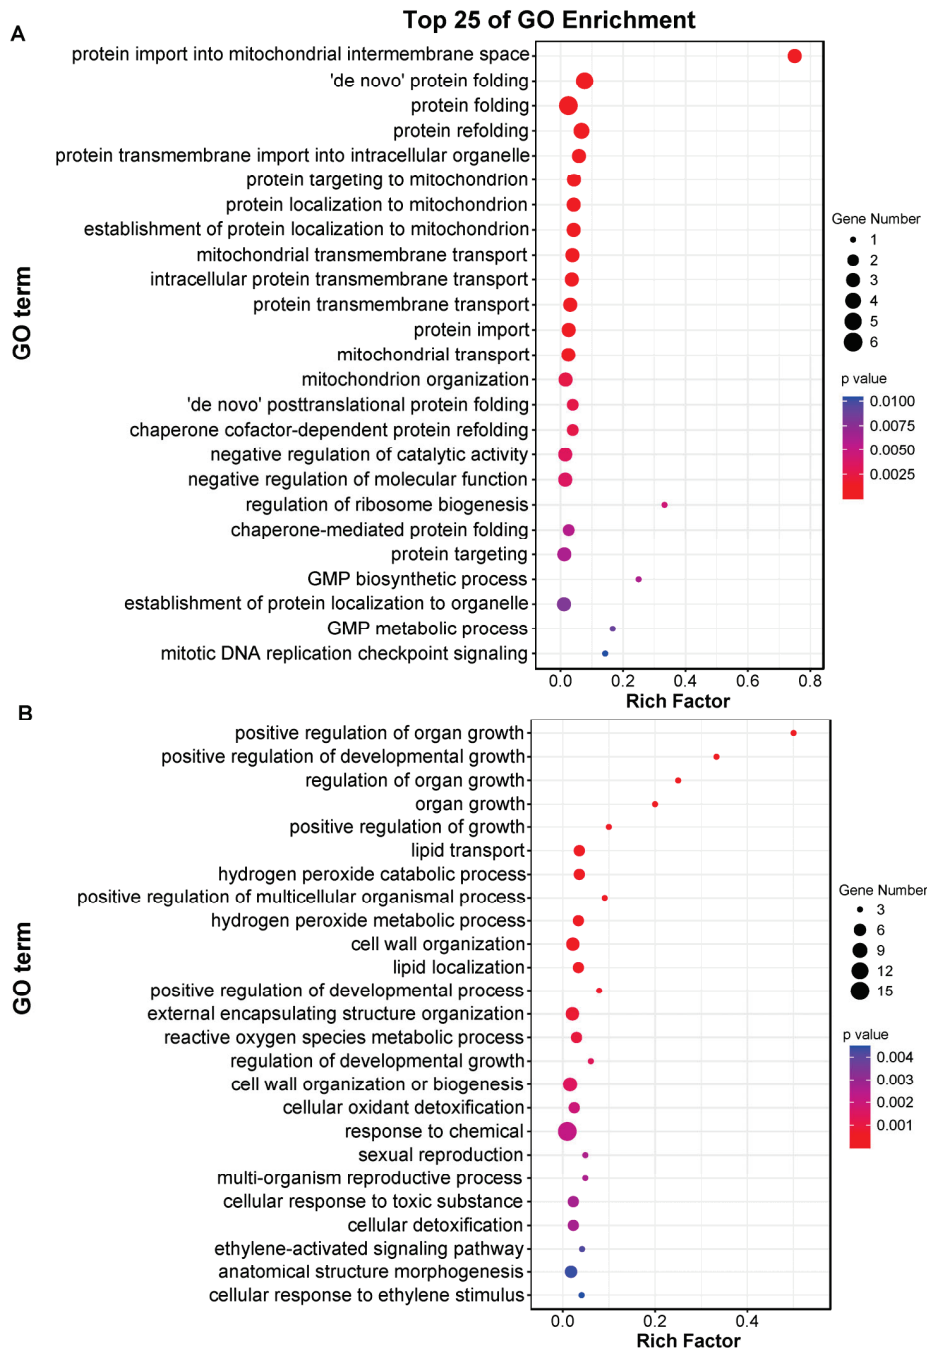 Top 25 of GO Enrichment
A
protein import into mitochondrial intermembrane space
'de novo' protein folding
protein folding
protein refolding
protein transmembrane import into intracellular organelle
protein targeting to mitochondrion
protein localization to mitochondrion
establishment of protein localization to mitochondrion
mitochondrial transmembrane transport
intracellular protein transmembrane transport
protein transmembrane transport
protein import
mitochondrial transport
mitochondrion organization
'de novo' posttranslational protein folding
chaperone cofactor-dependent protein refolding
negative regulation of catalytic activity
negative regulation of molecular function
regulation of ribosome biogenesis
chaperone-mediated protein folding
protein targeting
GMP biosynthetic process
establishment of protein localization to organelle
GMP metabolic process
mitotic DNA replication checkpoint signaling
GO term
0.0 0.2 0.4 0.6 0.8
Rich Factor
Gene Number
1
2
3
4
5
6
p value
0.0100
0.0075
0.0050
0.0025
B
positive regulation of organ growth
positive regulation of developmental growth
regulation of organ growth
organ growth
positive regulation of growth
lipid transport
hydrogen peroxide catabolic process
positive regulation of multicellular organismal process
hydrogen peroxide metabolic process
cell wall organization
lipid localization
positive regulation of developmental process
external encapsulating structure organization
reactive oxygen species metabolic process
regulation of developmental growth
cell wall organization or biogenesis
cellular oxidant detoxification
response to chemical
sexual reproduction
multi-organism reproductive process
cellular response to toxic substance
cellular detoxification
ethylene-activated signaling pathway
anatomical structure morphogenesis
cellular response to ethylene stimulus
GO term
0.0 0.2 0.4
Rich Factor
Gene Number
3
6
9
12
15
p value
0.004
0.003
0.002
0.001